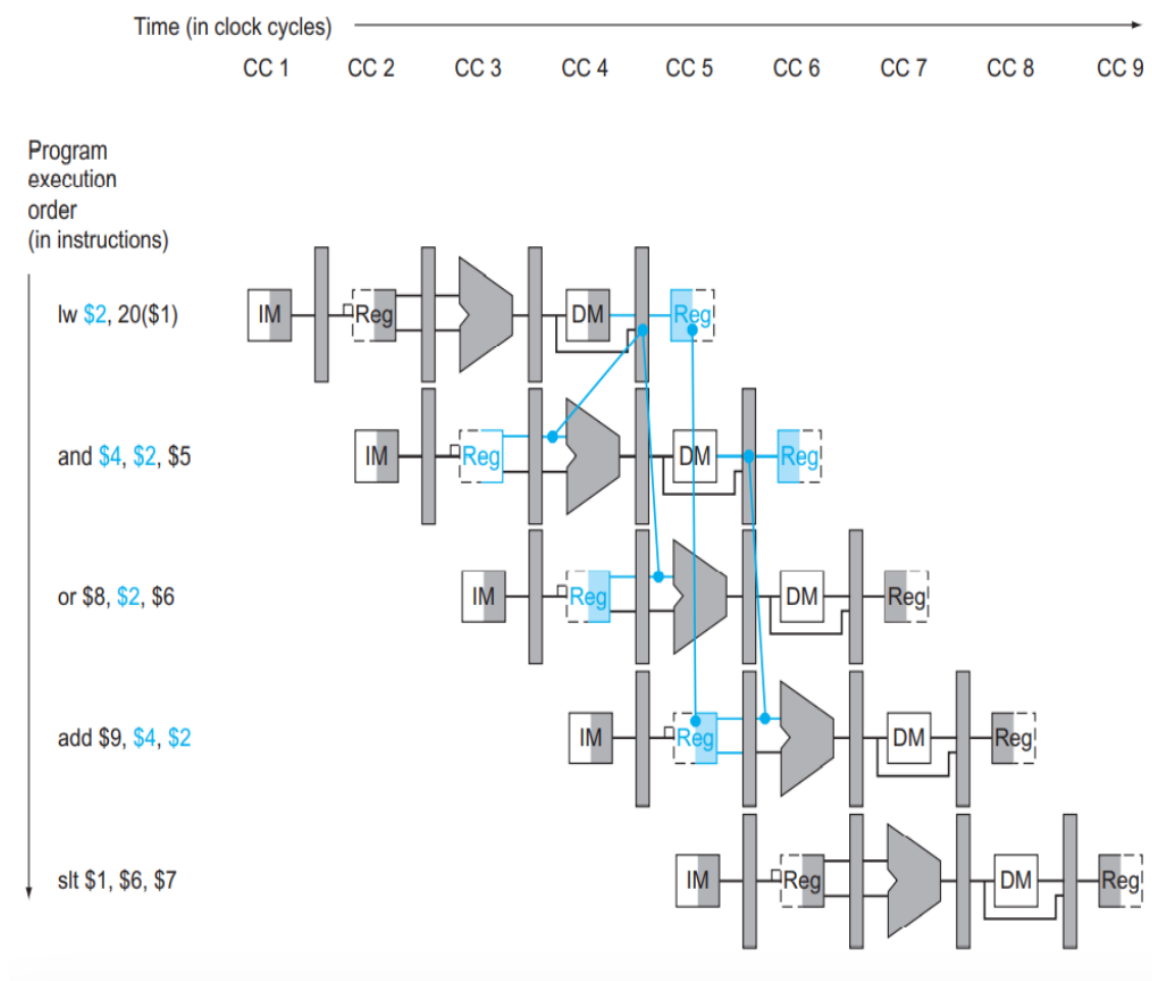 Time (in clock cycles)
CC 1 CC 2 CC 3 CC 4 CC 5 CC 6 CC 7 CC 8 CC 9
Program
execution
order
(in instructions)
lw $2, 20($1) IM Reg DM Reg
and $4, $2, $5 IM Reg DM Reg
or $8, $2, $6 IM Reg DM Reg
add $9, $4, $2 IM Reg DM Reg
slt $1, $6, $7 IM Reg DM Reg